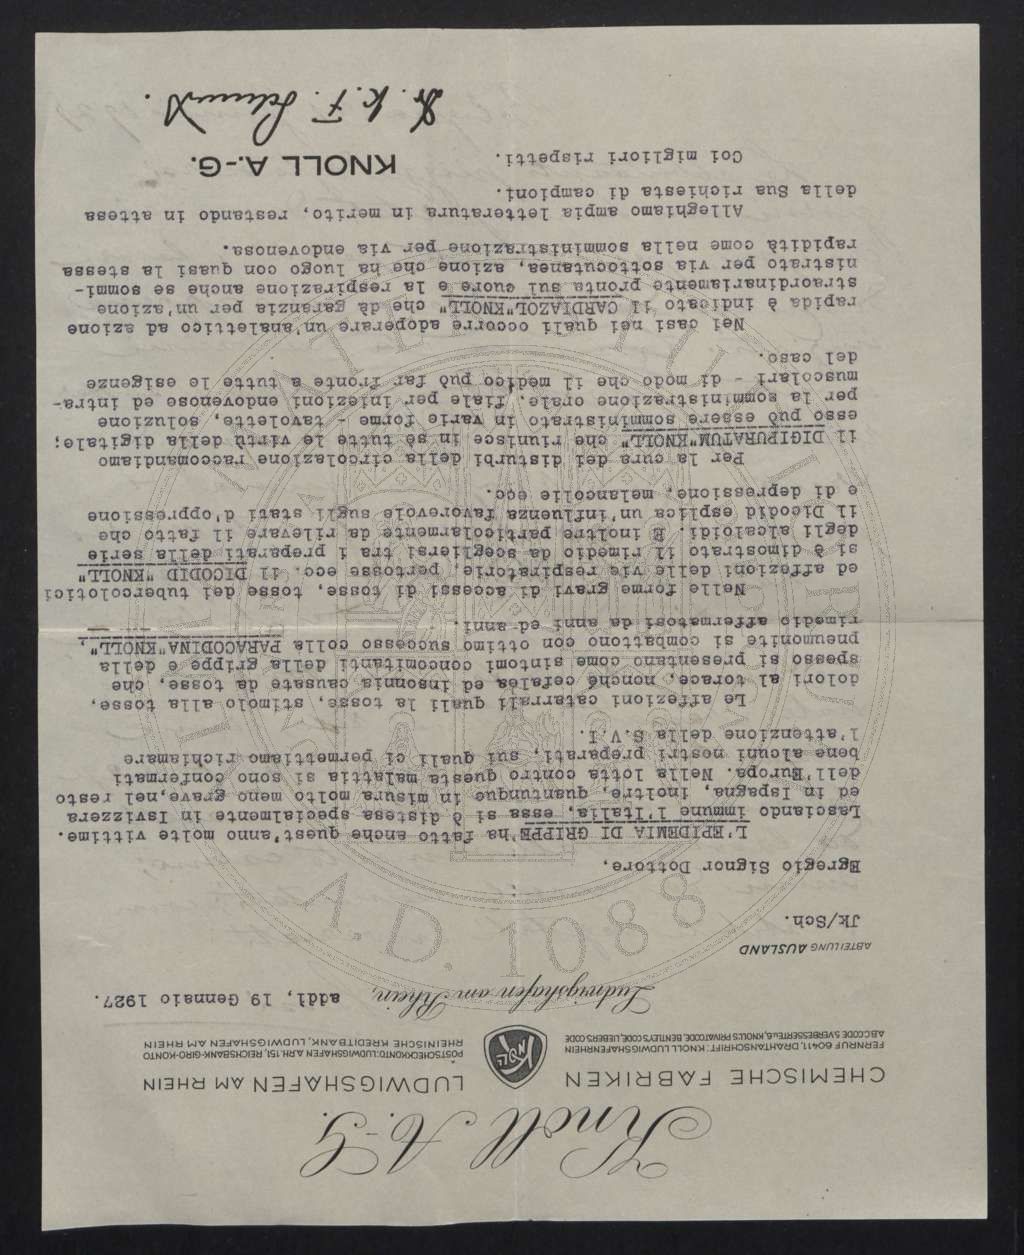 Knoll A.-G.
CHEMISCHE FABRIKEN LUDWIGSHAFEN AM RHEIN
FERNRUF 60411, DRAHTANSCHRIFT: KNOLL LUDWIGSHAFENRHEIN
ABC CODE 5. VERBESSERTE u. 6., KNOLL'S PRIVATCODE, BENTLEY'S CODE, LIEBERS CODE
POSTSCHECKKONTO: LUDWIGSHAFEN A/RH. 151, REICHSBANK-GIRO-KONTO
RHEINISCHE KREDITBANK, LUDWIGSHAFEN AM RHEIN
Ludwigshafen am Rhein, addì, 19 Gennaio 1927.
ABTEILUNG AUSLAND
Jk/Sch.
Egregio Signor Dottore,
L'EPIDEMIA DI GRIPPE ha fatto anche quest'anno molte vittime.
Lasciando immune l'Italia, essa si è distesa specialmente in Isvizzera
ed in Ispagna, inoltre, quantunque in misura molto meno grave, nel resto
dell'Europa. Nella lotta contro questa malattia si sono confermati
bene alcuni nostri preparati, sui quali ci permettiamo richiamare
l'attenzione della S.V.I.
Le affezioni catarrali quali la tosse, stimolo alla tosse,
dolori al torace, nonché cefalea ed insonnia causate da tosse, che
spesso si presentano come sintomi concomitanti della grippe e della
pneumonite si combattono con ottimo successo colla PARACODINA"KNOLL",
rimedio affermatosi da anni ed anni.
Nelle forme gravi di accessi di tosse, tosse dei tubercolotici
ed affezioni delle vie respiratorie, pertosse ecc. il DICODID "KNOLL"
si è dimostrato il rimedio da scegliersi tra i preparati della serie
degli alcaloidi. E inoltre particolarmente da rilevare il fatto che
il Dicodid esplica un'influenza favorevole sugli stati d'oppressione
e di depressione, melancolie ecc.
Per la cura dei disturbi della circolazione raccomandiamo
il DIGIPURATUM"KNOLL" che riunisce in sè tutte le virtù della digitale;
esso può essere somministrato in varie forme - tavolette, soluzione
per la somministrazione orale, fiale per iniezioni endovenose ed intra-
muscolari - di modo che il medico può far fronte a tutte le esigenze
del caso.
Nei casi nei quali occorre adoperare un'analettico ad azione
rapida è indicato il CARDIAZOL"KNOLL" che dà garanzia per un'azione
straordinariamente pronta sul cuore e la respirazione anche se sommi-
nistrato per via sottocutanea, azione che ha luogo con quasi la stessa
rapidità come nella somministrazione per via endovenosa.
Alleghiamo ampia letteratura in merito, restando in attesa
della Sua richiesta di campioni.
Coi migliori rispetti.
KNOLL A.-G.
Dr. K. F. Schmidt.
A.D. 1088